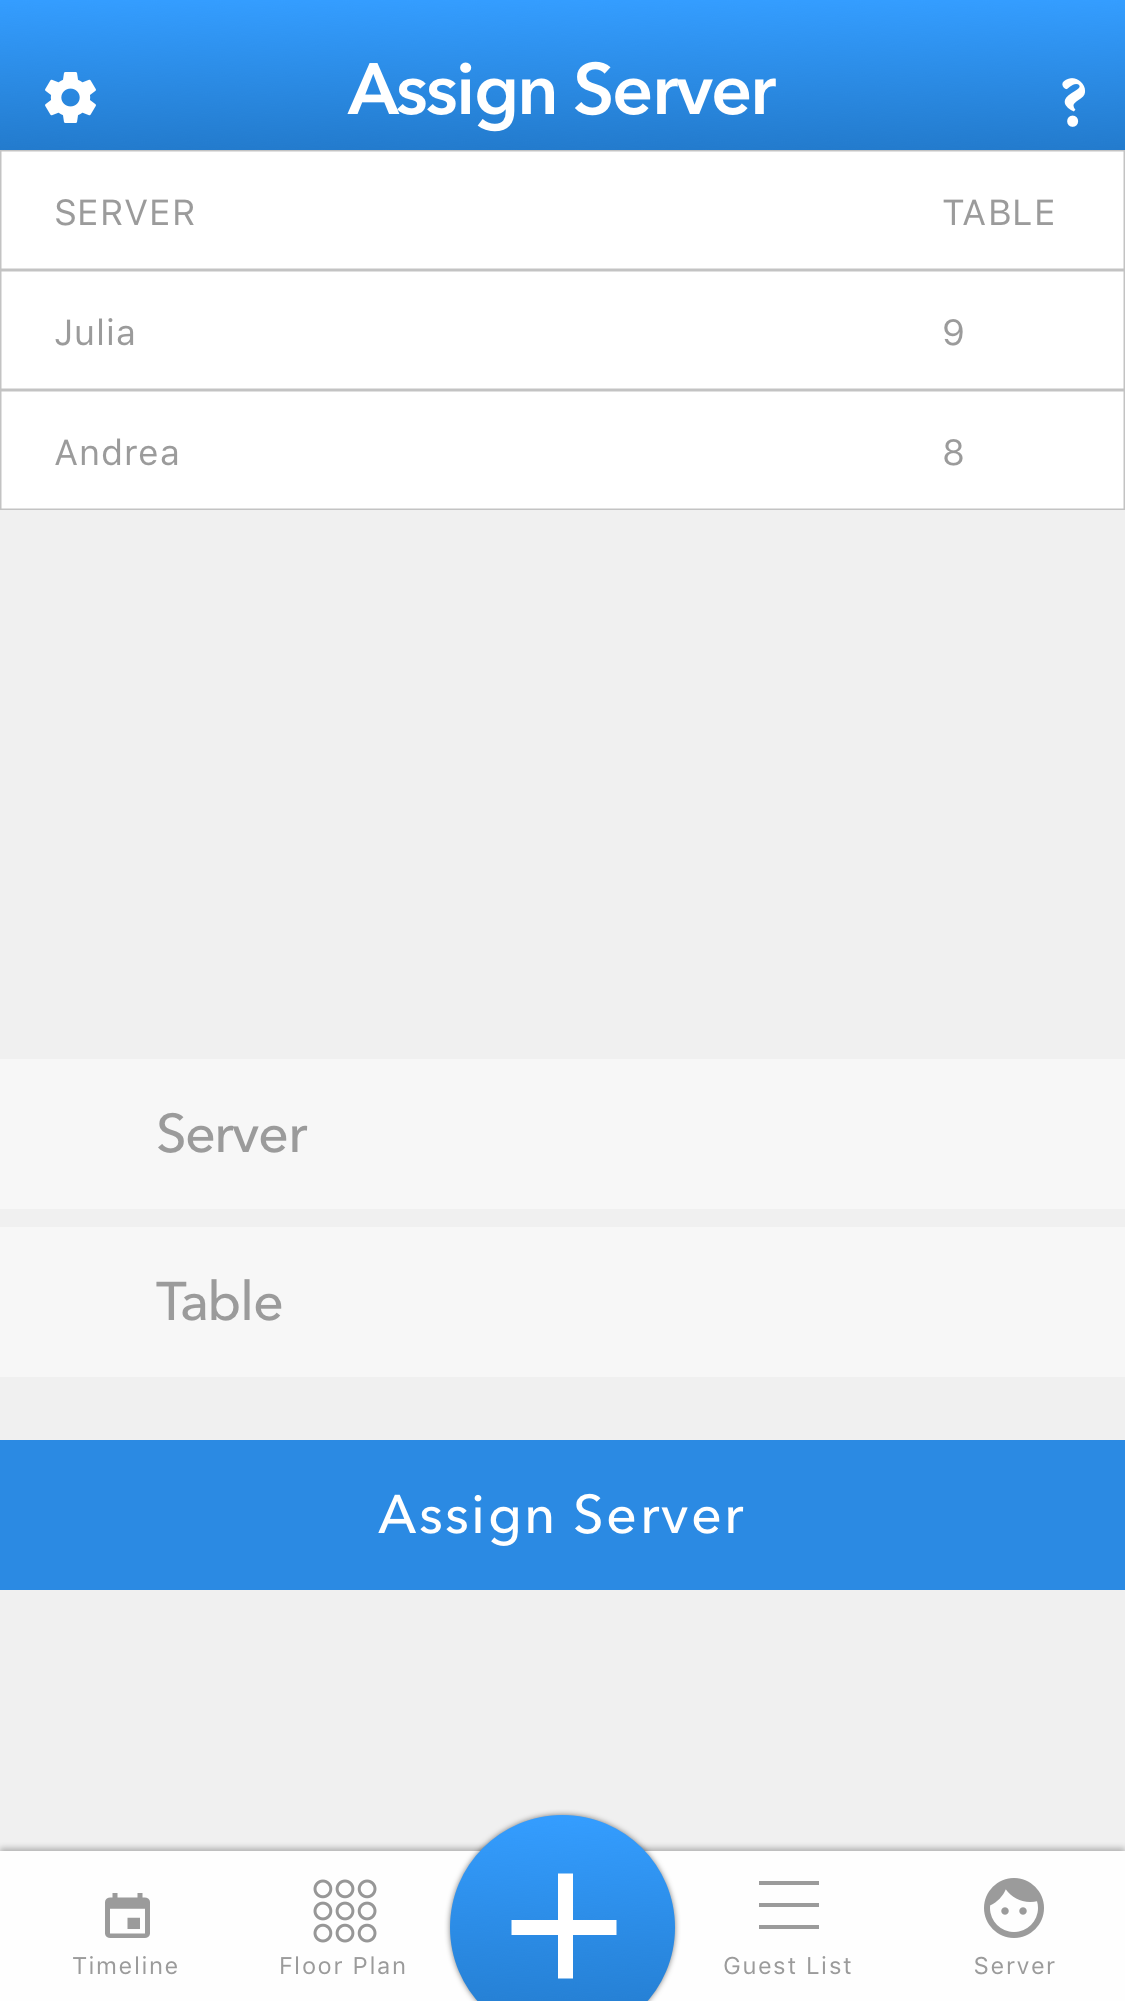 Assign Server
?
SERVER TABLE
Julia 9
Andrea 8
Server
Table
Assign Server
Timeline Floor Plan Guest List Server